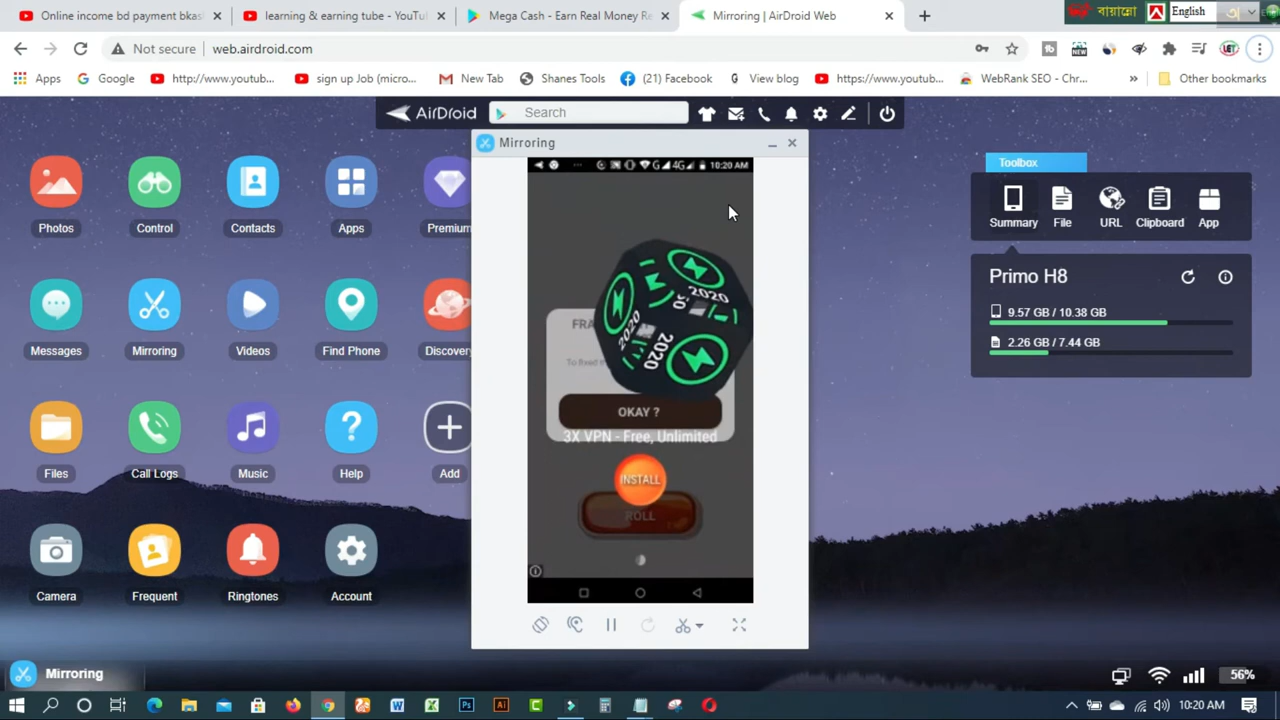 Online income bd payment bkas
learning & earning tube - YouT
Mega Cash - Earn Real Money R
Mirroring | AirDroid Web
বায়ান্নো
English
Not secure
web.airdroid.com
NEW
Apps
Google
http://www.youtub...
sign up Job (micro...
New Tab
Shanes Tools
(21) Facebook
View blog
https://www.youtu...
WebRank SEO - Chr...
»
Other bookmarks
AirDroid
Search
Mirroring
Toolbox
10:20 AM
4G
Photos
Control
Contacts
Apps
Premium
Summary
File
URL
Clipboard
App
Primo H8
9.57 GB / 10.38 GB
2.26 GB / 7.44 GB
2020
2020
2020
OKAY ?
3X VPN - Free, Unlimited
INSTALL
ROLL
Messages
Mirroring
Videos
Find Phone
Discovery
Files
Call Logs
Music
Help
Add
Camera
Frequent
Ringtones
Account
Mirroring
56%
10:20 AM